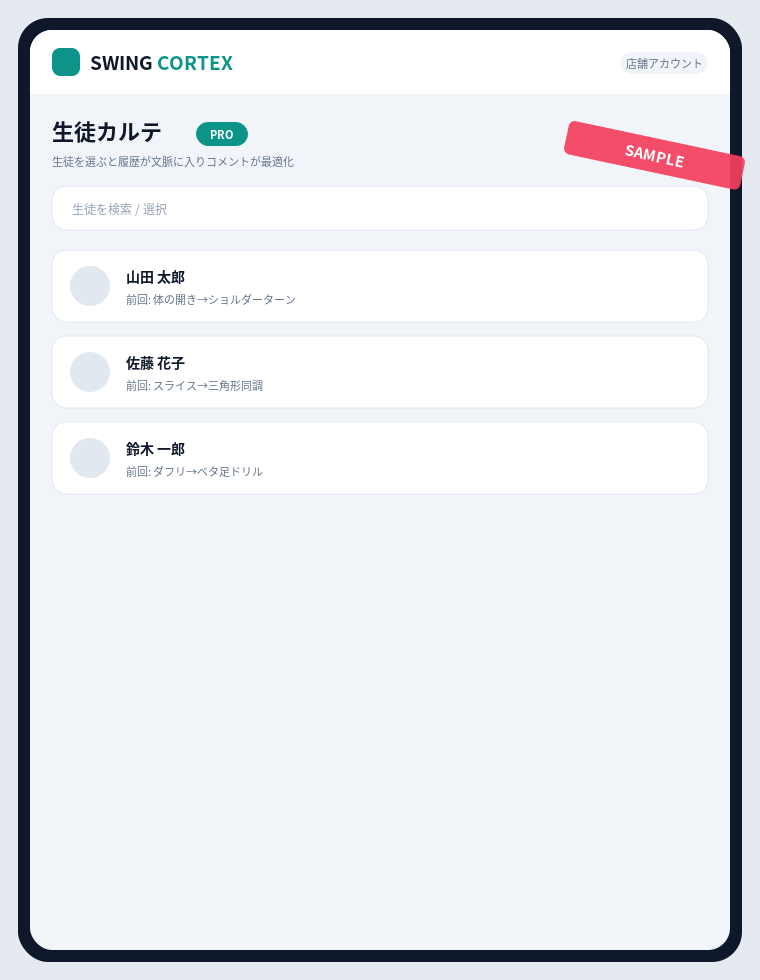 SWING CORTEX
店舗アカウント
生徒カルテ
PRO
SAMPLE
生徒を選ぶと履歴が文脈に入りコメントが最適化
生徒を検索 / 選択
山田 太郎
前回: 体の開き→ショルダーターン
佐藤 花子
前回: スライス→三角形同調
鈴木 一郎
前回: ダフリ→ベタ足ドリル